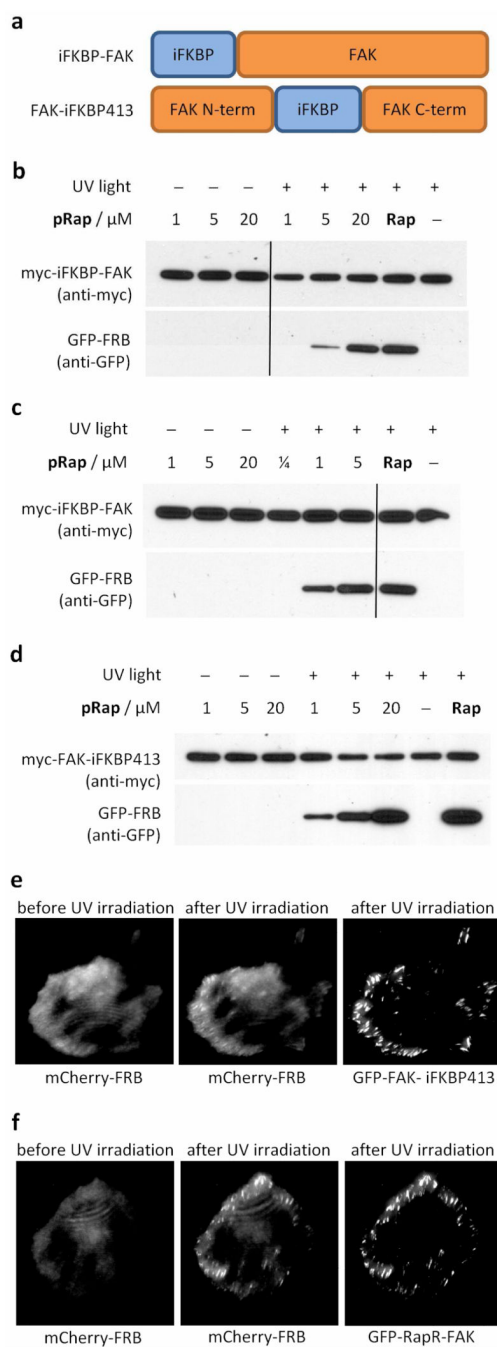 a
iFKBP-FAK iFKBP FAK
FAK-iFKBP413 FAK N-term iFKBP FAK C-term
b
UV light – – – + + + + +
pRap / μM 1 5 20 1 5 20 Rap –
myc-iFKBP-FAK
(anti-myc)
GFP-FRB
(anti-GFP)
c
UV light – – – + + + + +
pRap / μM 1 5 20 ¼ 1 5 Rap –
myc-iFKBP-FAK
(anti-myc)
GFP-FRB
(anti-GFP)
d
UV light – – – + + + + +
pRap / μM 1 5 20 1 5 20 – Rap
myc-FAK-iFKBP413
(anti-myc)
GFP-FRB
(anti-GFP)
e
before UV irradiation after UV irradiation after UV irradiation
mCherry-FRB mCherry-FRB GFP-FAK- iFKBP413
f
before UV irradiation after UV irradiation after UV irradiation
mCherry-FRB mCherry-FRB GFP-RapR-FAK